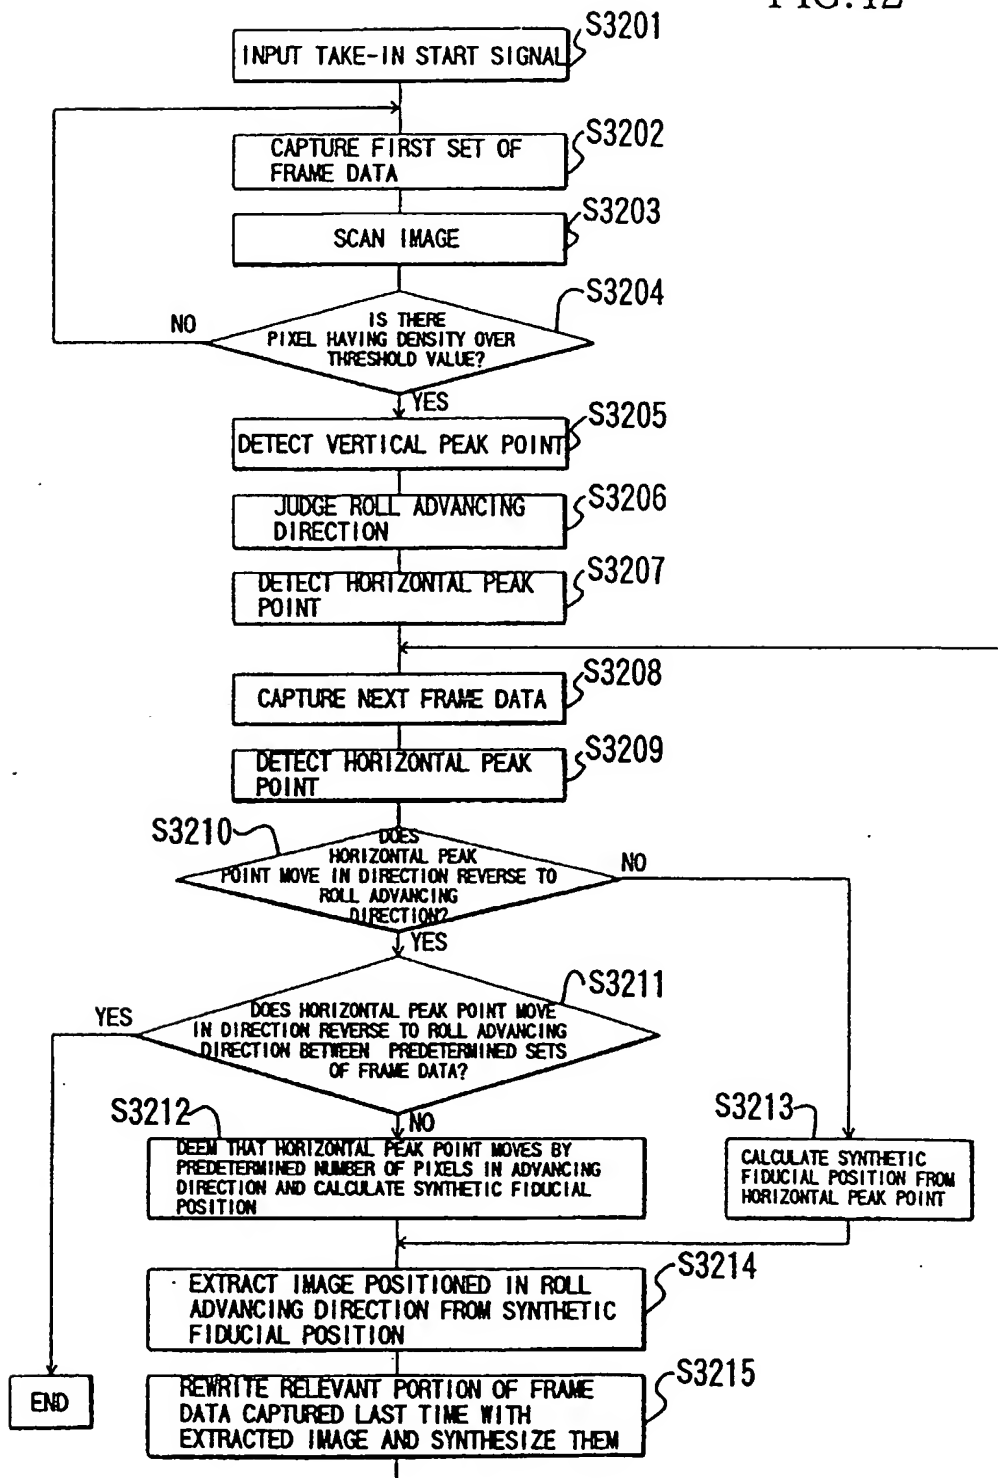 FIG.12
S3201
INPUT TAKE-IN START SIGNAL
S3202
CAPTURE FIRST SET OF
FRAME DATA
S3203
SCAN IMAGE
S3204
NO
IS THERE
PIXEL HAVING DENSITY OVER
THRESHOLD VALUE?
YES
S3205
DETECT VERTICAL PEAK POINT
S3206
JUDGE ROLL ADVANCING
DIRECTION
S3207
DETECT HORIZONTAL PEAK
POINT
S3208
CAPTURE NEXT FRAME DATA
S3209
DETECT HORIZONTAL PEAK
POINT
S3210
DOES
HORIZONTAL PEAK
POINT MOVE IN DIRECTION REVERSE TO
ROLL ADVANCING
DIRECTION?
NO
YES
S3211
YES
DOES HORIZONTAL PEAK POINT MOVE
IN DIRECTION REVERSE TO ROLL ADVANCING
DIRECTION BETWEEN PREDETERMINED SETS
OF FRAME DATA?
NO
S3212
DEEM THAT HORIZONTAL PEAK POINT MOVES BY
PREDETERMINED NUMBER OF PIXELS IN ADVANCING
DIRECTION AND CALCULATE SYNTHETIC FIDUCIAL
POSITION
S3213
CALCULATE SYNTHETIC
FIDUCIAL POSITION FROM
HORIZONTAL PEAK POINT
S3214
EXTRACT IMAGE POSITIONED IN ROLL
ADVANCING DIRECTION FROM SYNTHETIC
FIDUCIAL POSITION
S3215
REWRITE RELEVANT PORTION OF FRAME
DATA CAPTURED LAST TIME WITH
EXTRACTED IMAGE AND SYNTHESIZE THEM
END